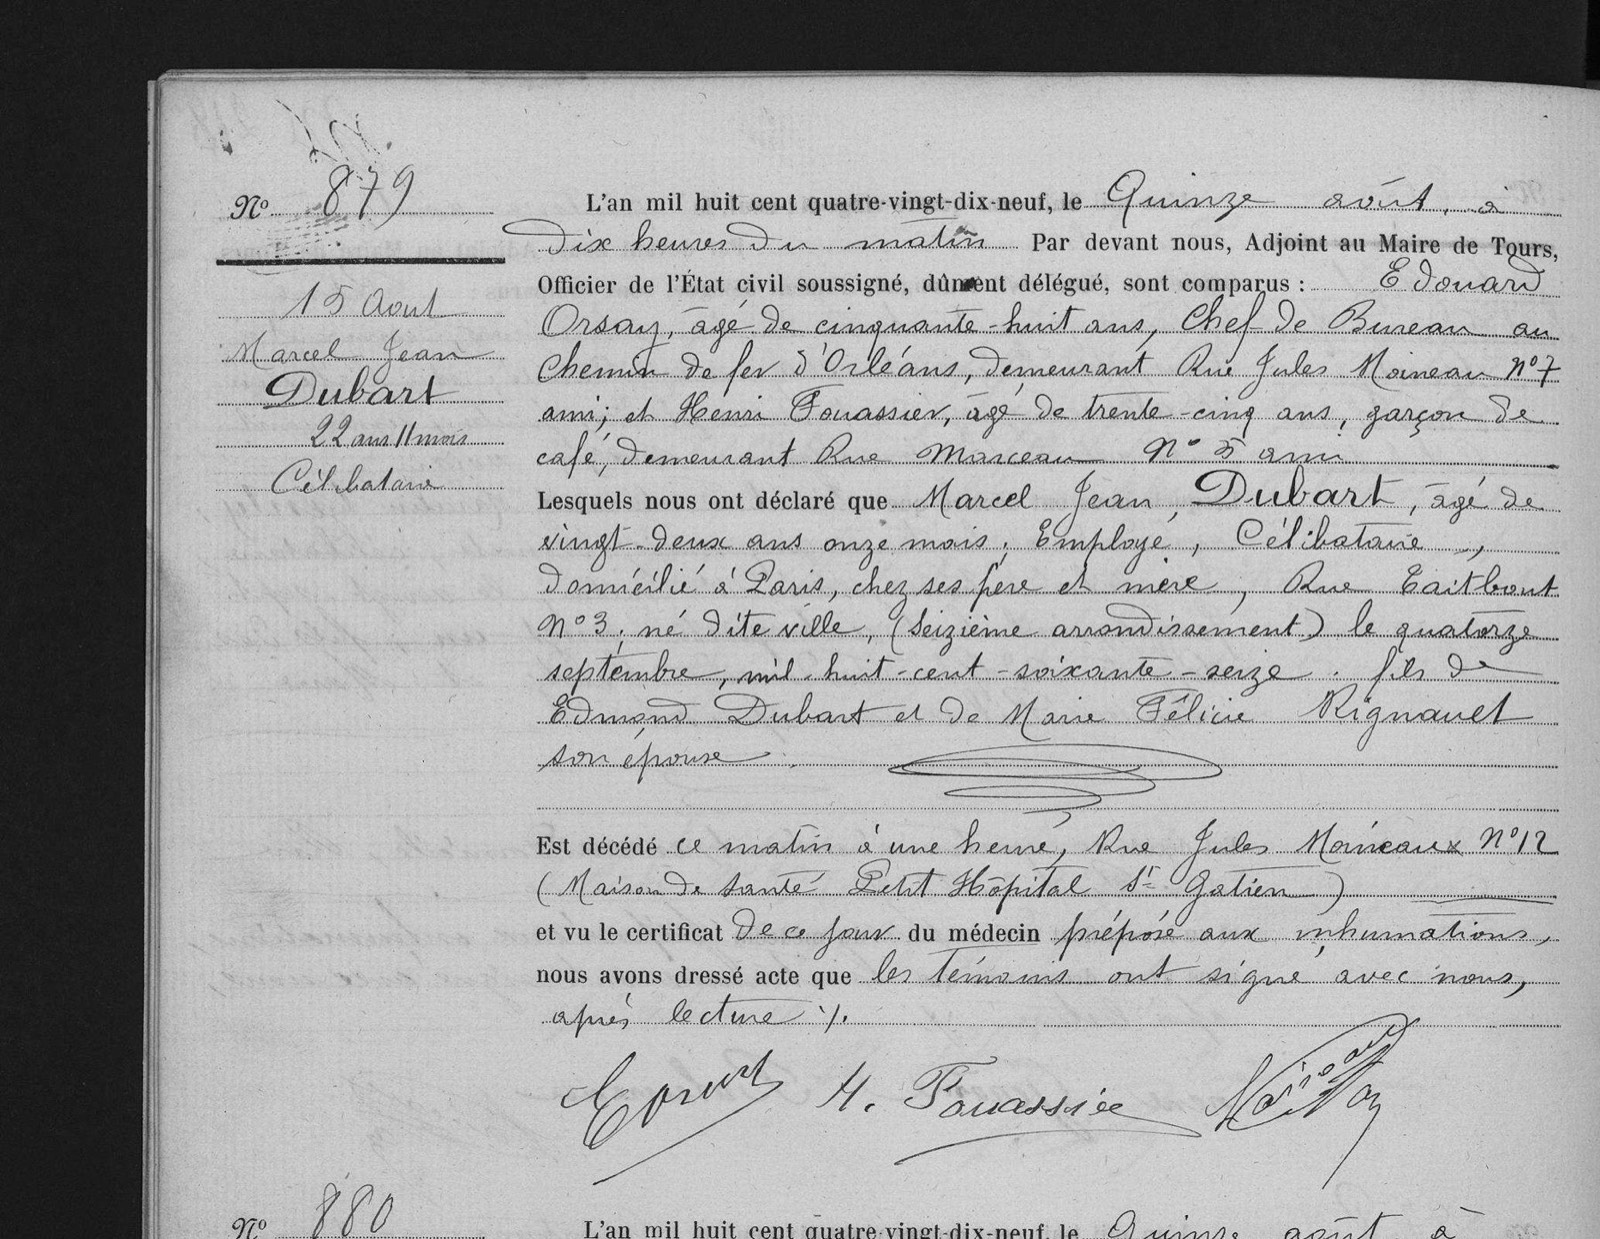 Nº 879
15 Aout
Marcel Jean
Dubart
22 ans 11 mois
Célibataire
L'an mil huit cent quatre-vingt-dix-neuf, le Quinze août, à
dix heures du matin Par devant nous, Adjoint au Maire de Tours,
Officier de l'État civil soussigné, dûment délégué, sont comparus : Edouard
Orsay, âgé de cinquante-huit ans, Chef de Bureau au
Chemin de fer d'Orléans, demeurant Rue Jules Moineau Nº 7
ami; et Henri Fouassier, âgé de trente-cinq ans, garçon de
café, demeurant Rue Marceau Nº 5 ami
Lesquels nous ont déclaré que Marcel Jean, Dubart, âgé de
vingt-deux ans onze mois, Employé, Célibataire,
domicilié à Paris, chez ses père et mère, Rue Taitbout
Nº 3, né dite ville, (seizième arrondissement) le quatorze
septembre, mil-huit-cent-soixante-seize. fils de
Edmond Dubart et de Marie Félicie Rignault
son épouse.
Est décédé ce matin à une heure, Rue Jules Moineaux Nº 12
(Maison de santé Petit Hôpital St Gatien)
et vu le certificat de ce jour du médecin préposé aux inhumations,
nous avons dressé acte que les témoins ont signé avec nous,
après lecture ./.
H. Fouassier
Nº 880
L'an mil huit cent quatre-vingt-dix-neuf, le Quinze août à